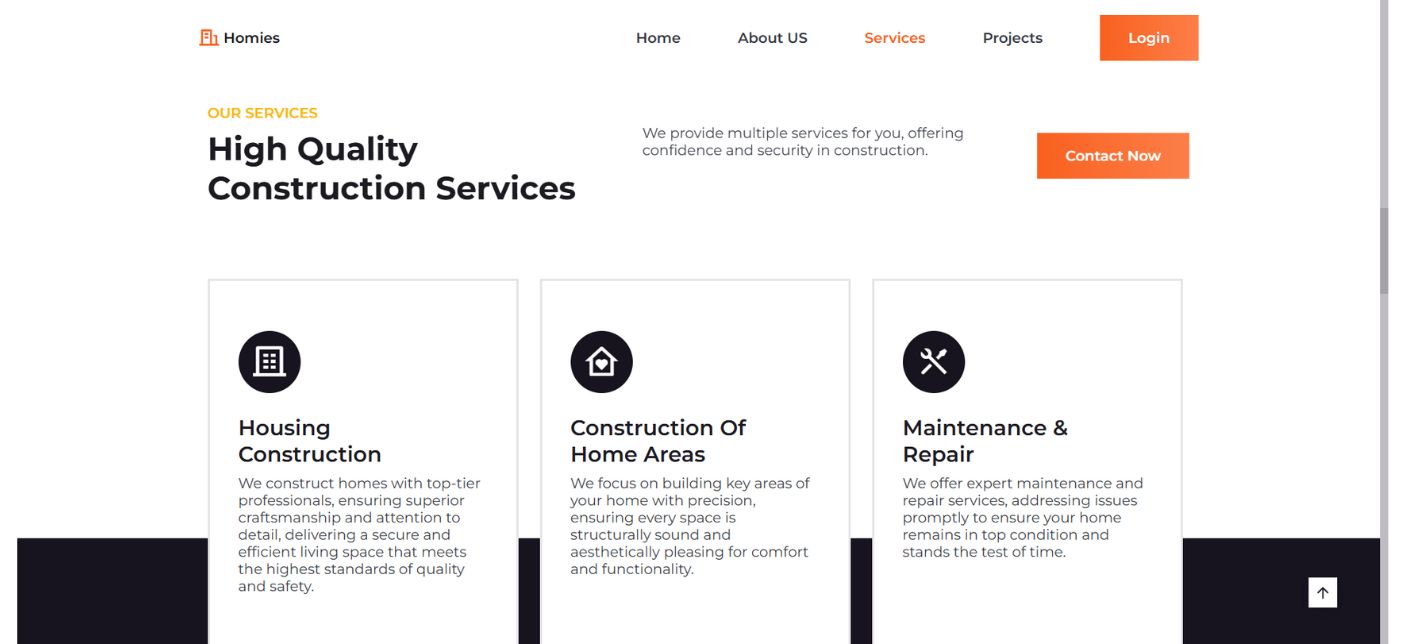 Homies
Home
About US
Services
Projects
Login
OUR SERVICES
High Quality
Construction Services
We provide multiple services for you, offering
confidence and security in construction.
Contact Now
Housing
Construction
We construct homes with top-tier
professionals, ensuring superior
craftsmanship and attention to
detail, delivering a secure and
efficient living space that meets
the highest standards of quality
and safety.
Construction Of
Home Areas
We focus on building key areas of
your home with precision,
ensuring every space is
structurally sound and
aesthetically pleasing for comfort
and functionality.
Maintenance &
Repair
We offer expert maintenance and
repair services, addressing issues
promptly to ensure your home
remains in top condition and
stands the test of time.